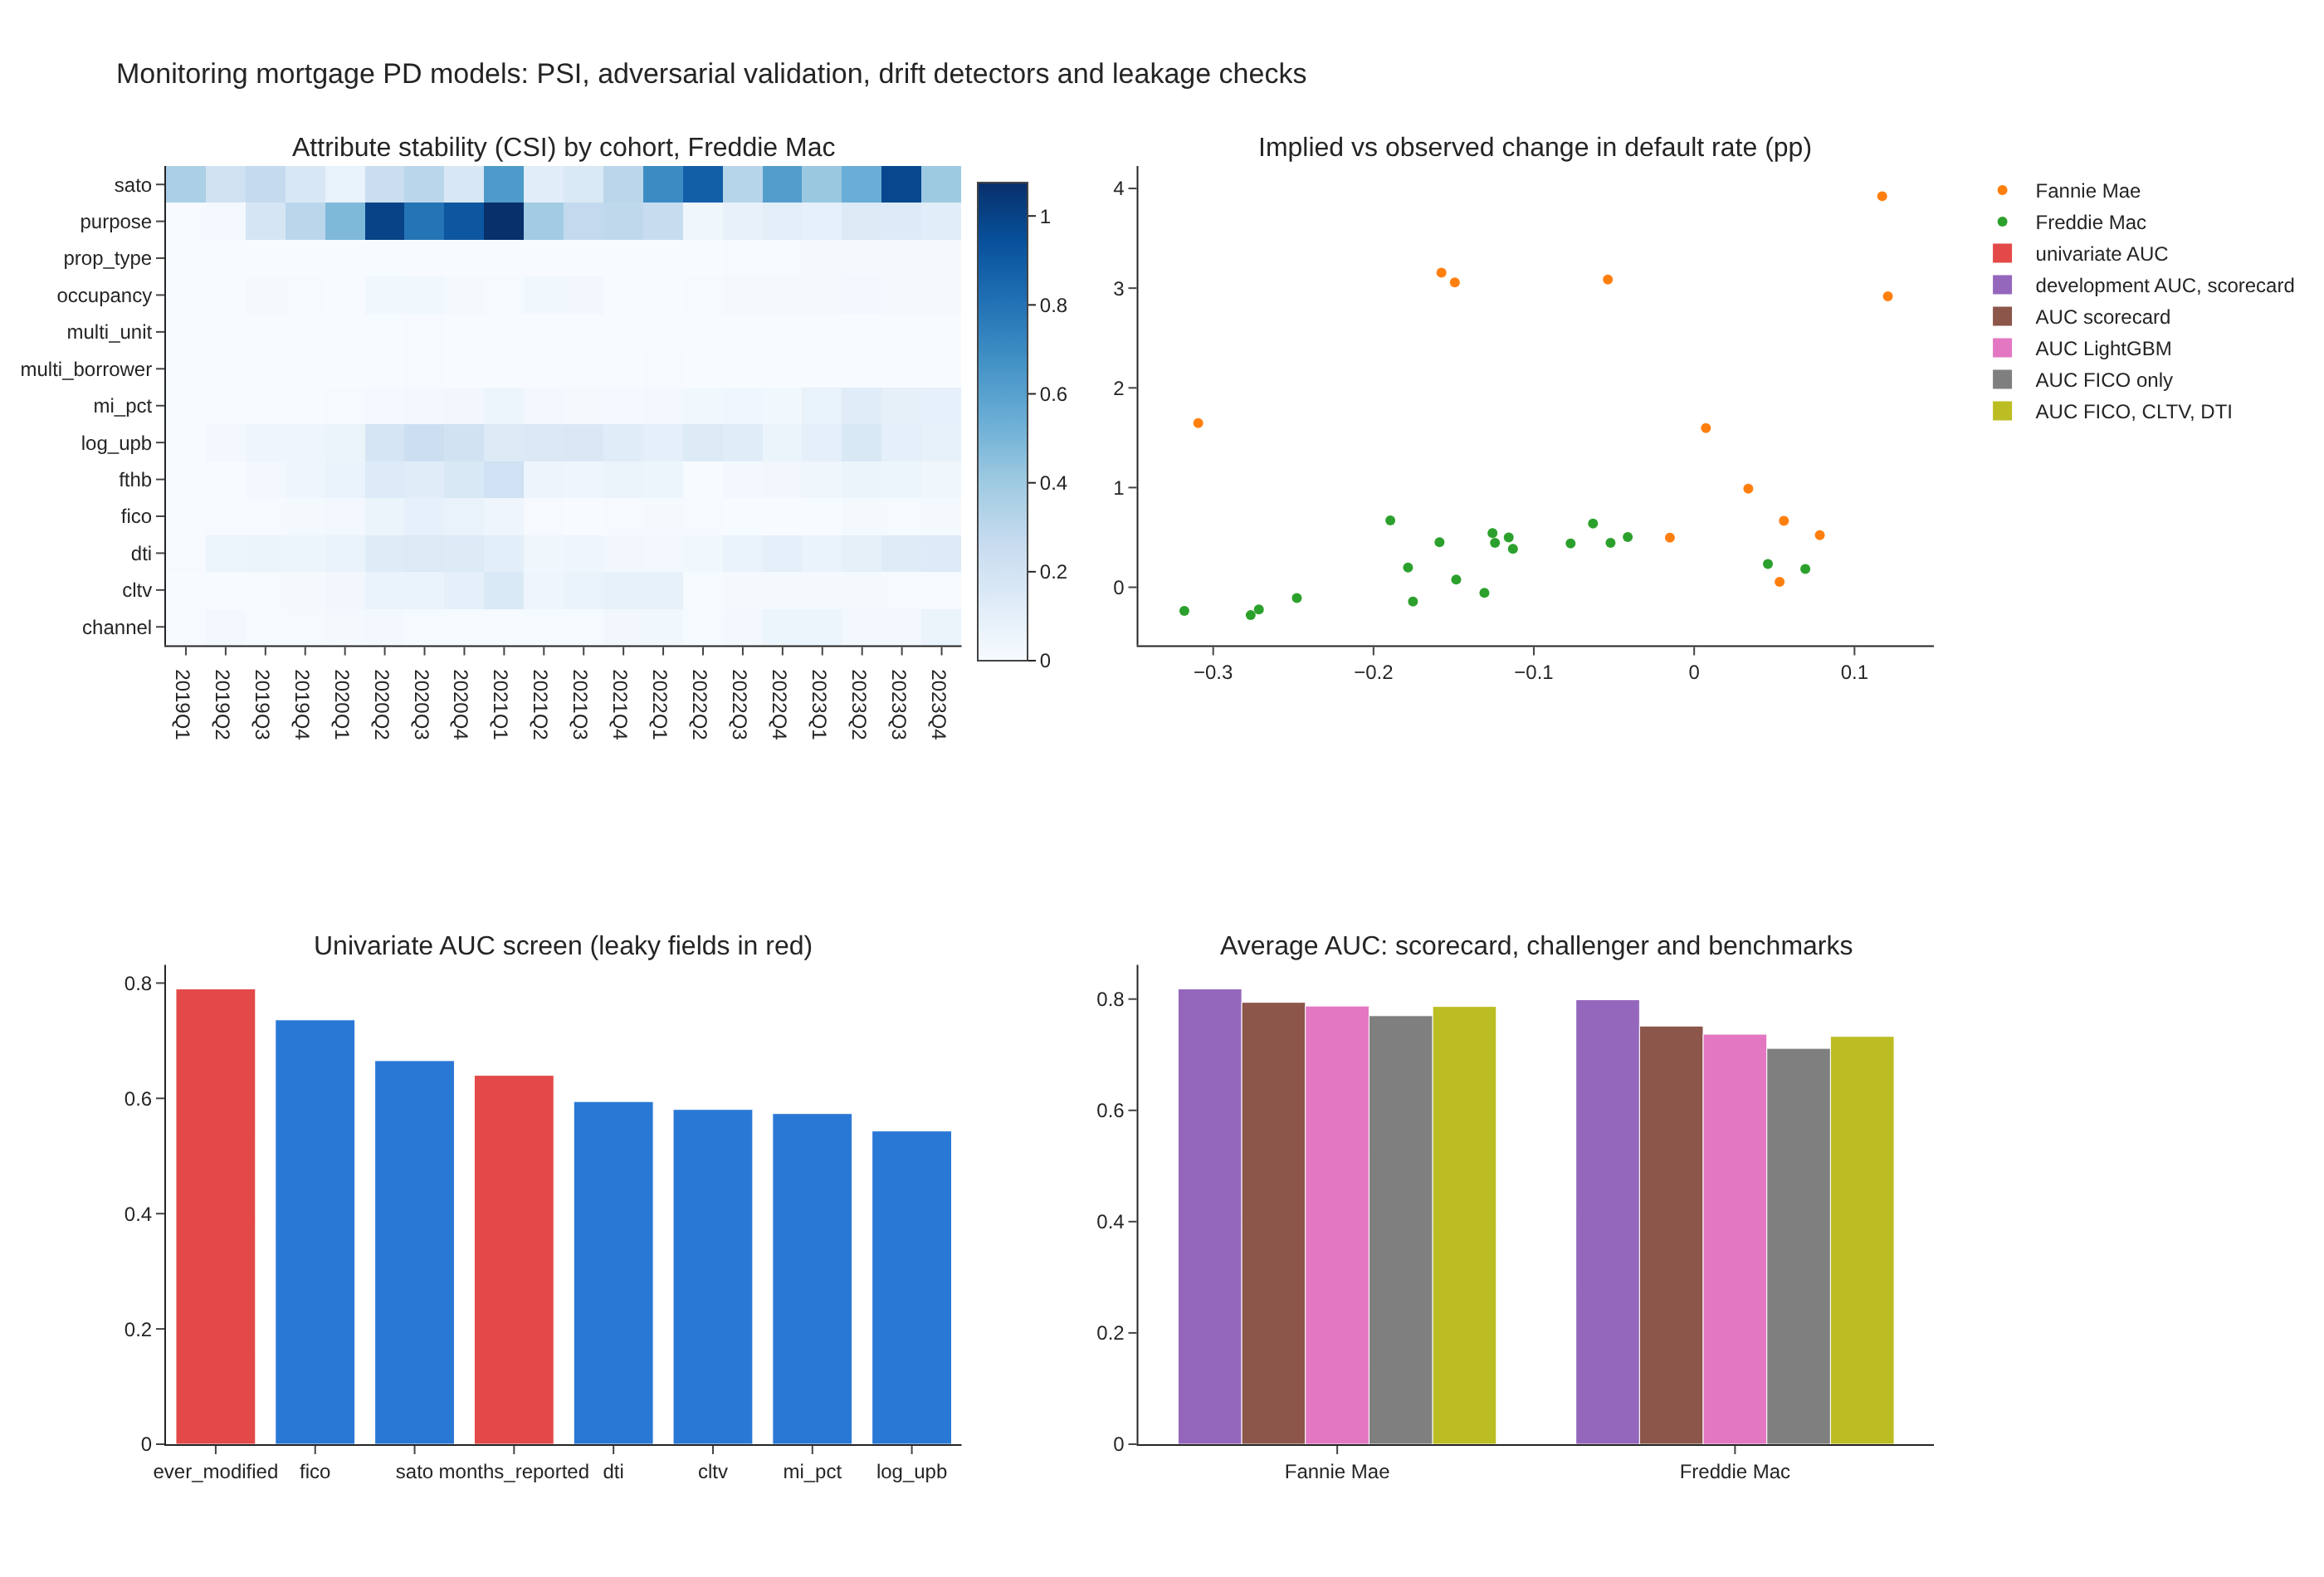 Monitoring mortgage PD models: PSI, adversarial validation, drift detectors and leakage checks
Attribute stability (CSI) by cohort, Freddie Mac
sato
purpose
prop_type
occupancy
multi_unit
multi_borrower
mi_pct
log_upb
fthb
fico
dti
cltv
channel
2019Q1
2019Q2
2019Q3
2019Q4
2020Q1
2020Q2
2020Q3
2020Q4
2021Q1
2021Q2
2021Q3
2021Q4
2022Q1
2022Q2
2022Q3
2022Q4
2023Q1
2023Q2
2023Q3
2023Q4
1
0.8
0.6
0.4
0.2
0
Implied vs observed change in default rate (pp)
4
3
2
1
0
−0.3
−0.2
−0.1
0
0.1
Fannie Mae
Freddie Mac
univariate AUC
development AUC, scorecard
AUC scorecard
AUC LightGBM
AUC FICO only
AUC FICO, CLTV, DTI
Univariate AUC screen (leaky fields in red)
0.8
0.6
0.4
0.2
0
ever_modified
fico
sato
months_reported
dti
cltv
mi_pct
log_upb
Average AUC: scorecard, challenger and benchmarks
0.8
0.6
0.4
0.2
0
Fannie Mae
Freddie Mac